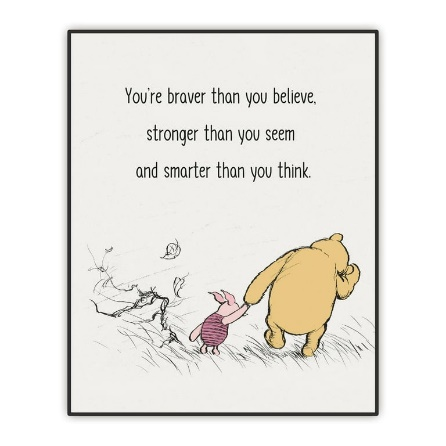 You're braver than you believe,
stronger than you seem
and smarter than you think.